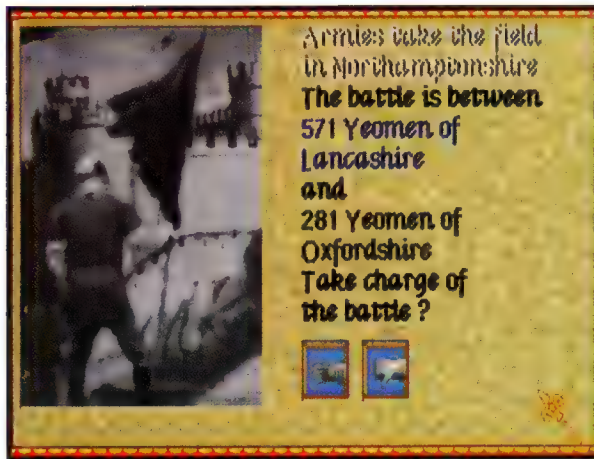 Armies take the field
in Northamptonshire
The battle is between
571 Yeomen of
Lancashire
and
281 Yeomen of
Oxfordshire
Take charge of
the battle ?